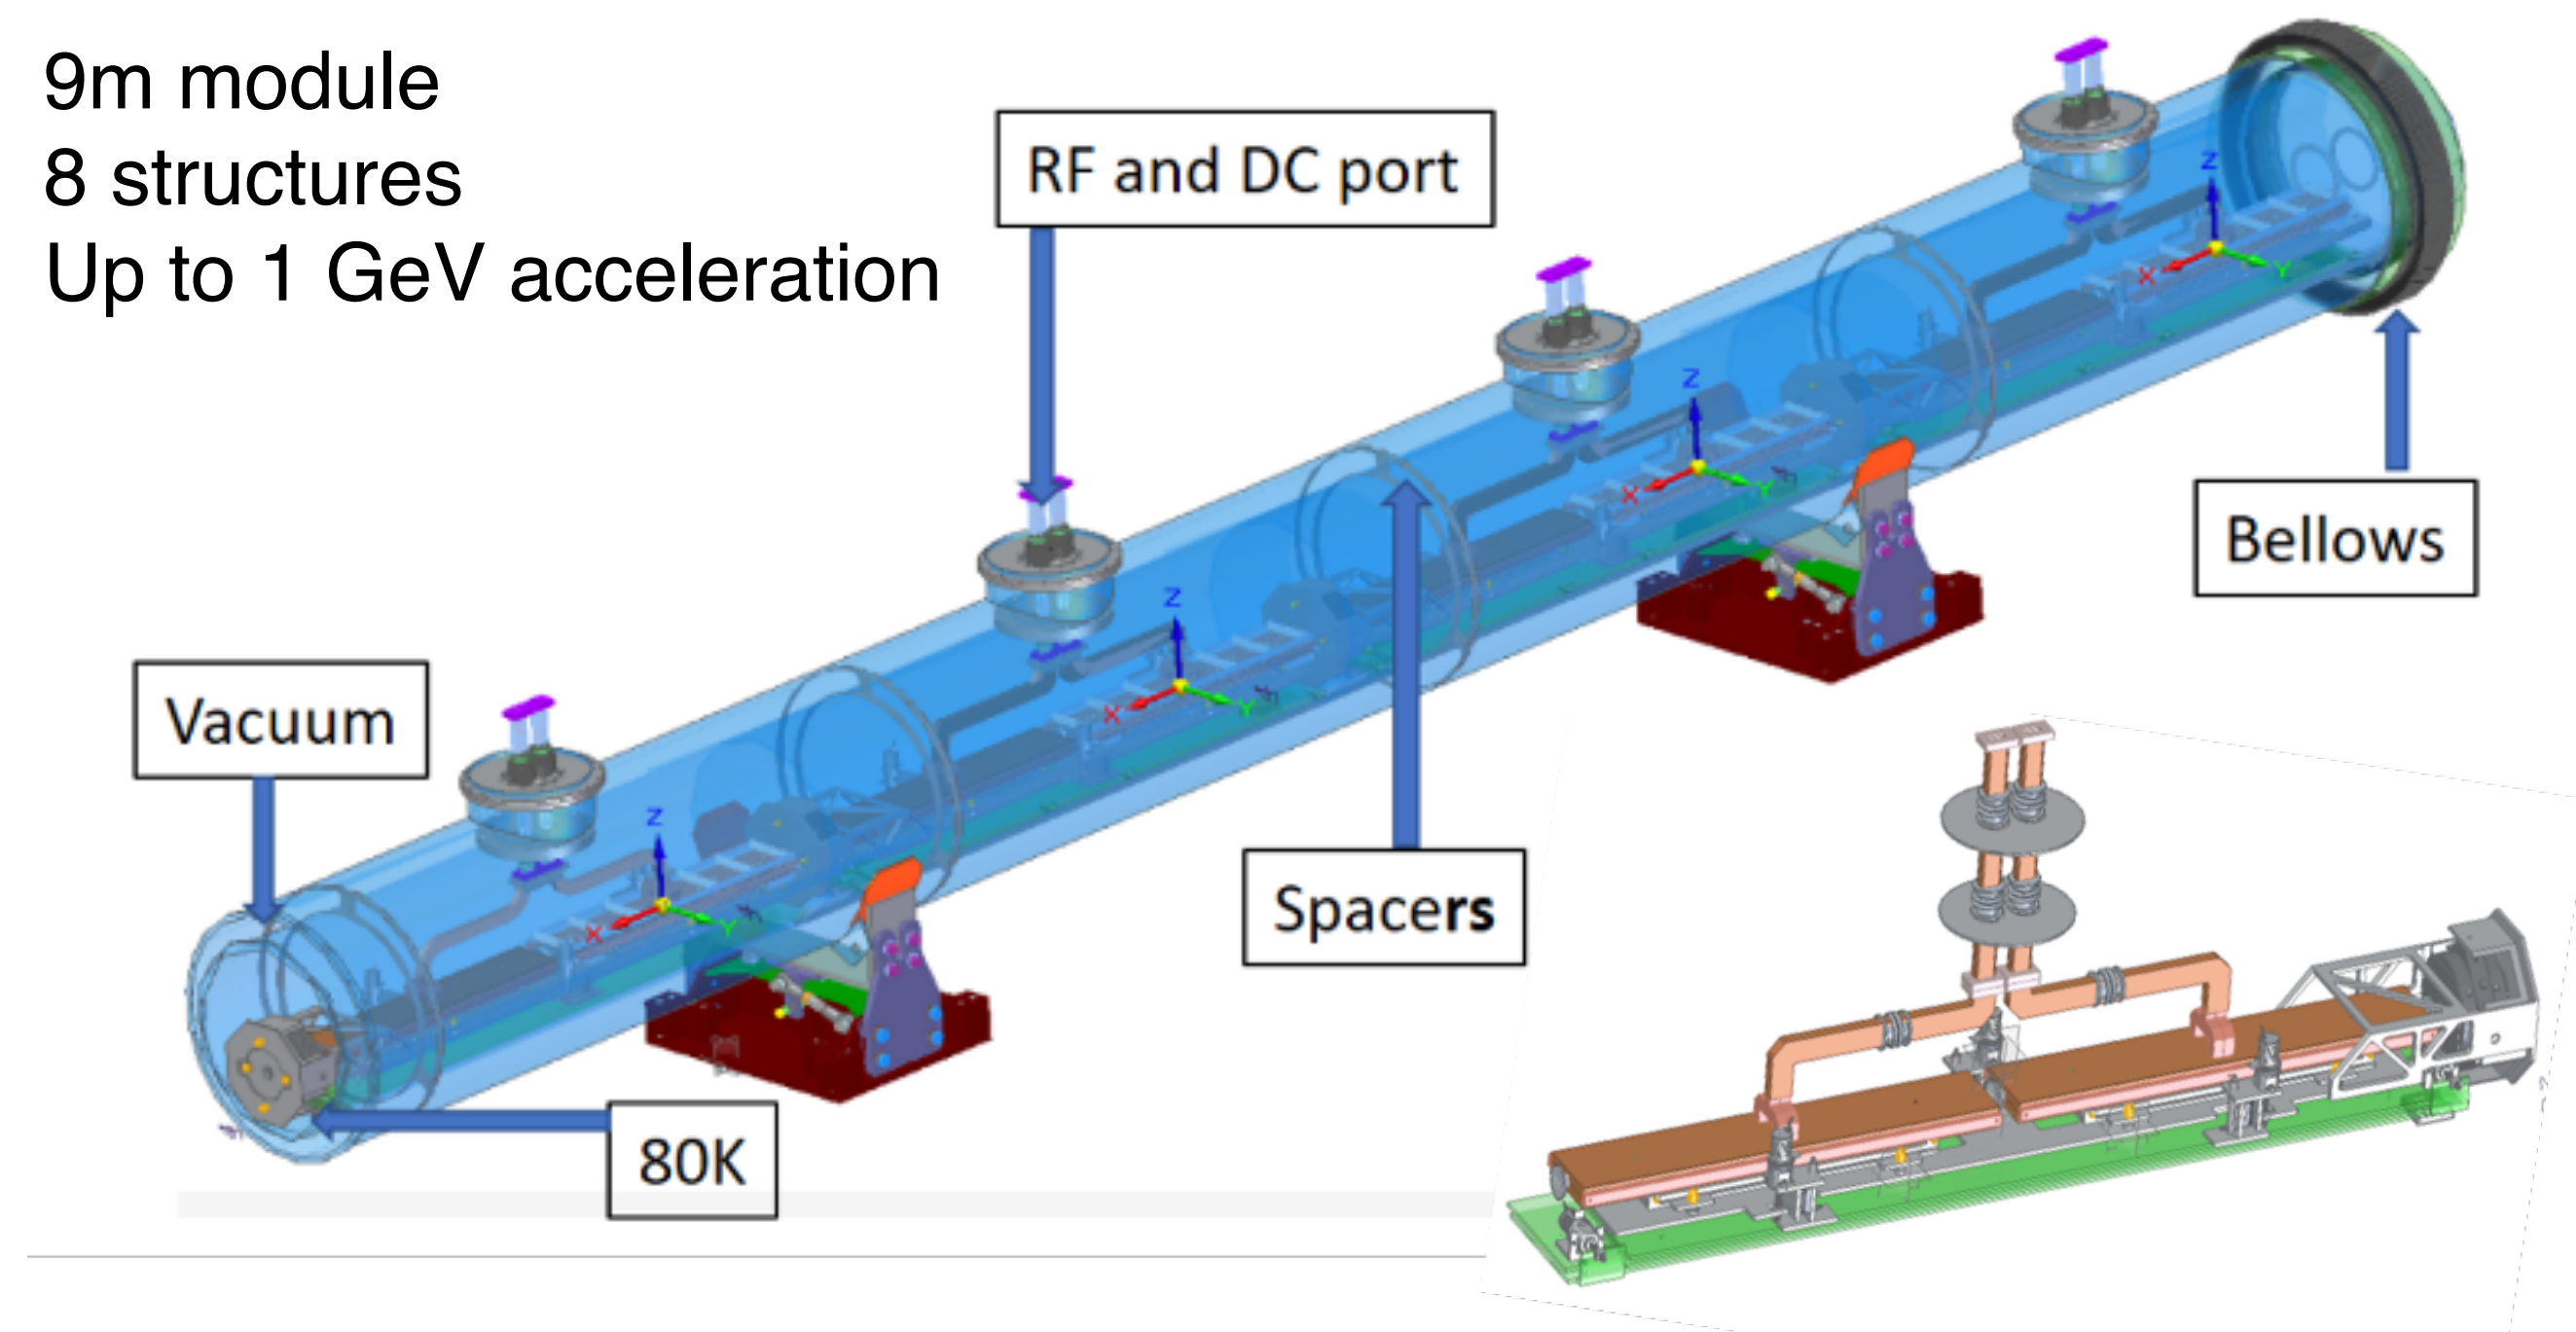 9m module
8 structures
Up to 1 GeV acceleration
RF and DC port
Bellows
Vacuum
Spacers
80K
Z
X
Y
Z
X
Y
Z
X
Y
Z
X
Y